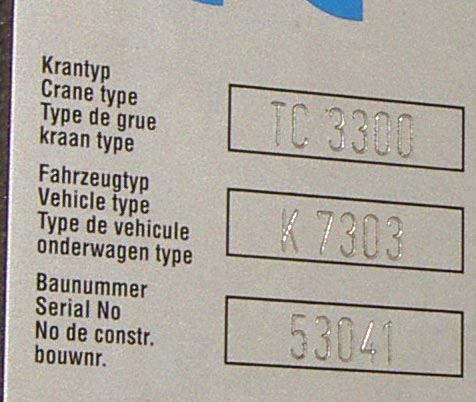 Krantyp
Crane type
Type de grue
kraan type
TC 3300
Fahrzeugtyp
Vehicle type
Type de vehicule
onderwagen type
K 7303
Baunummer
Serial No
No de constr.
bouwnr.
53041